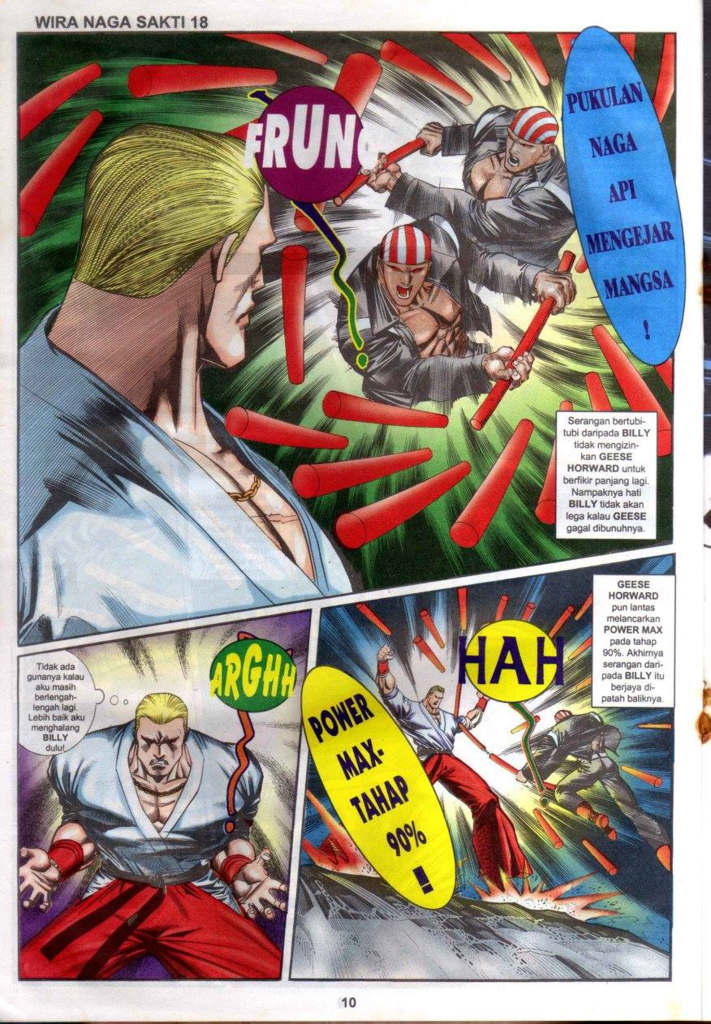 WIRA NAGA SAKTI 18
FRUNG
PUKULAN
NAGA
API
MENGEJAR
MANGSA
!
Serangan bertubi-
tubi daripada BILLY
tidak mengizin-
kan GEESE
HORWARD untuk
berfikir panjang lagi.
Nampaknya hati
BILLY tidak akan
lega kalau GEESE
gagal dibunuhnya.
Tidak ada
gunanya kalau
aku masih
berlengah-
lengah lagi.
Lebih baik aku
menghalang
BILLY
dulu!
ARGHH
!
POWER
MAX-
TAHAP
90%
!!
HAH
!
GEESE
HORWARD
pun lantas
melancarkan
POWER MAX
pada tahap
90%. Akhirnya
serangan dari-
pada BILLY itu
berjaya di-
patah baliknya.
10